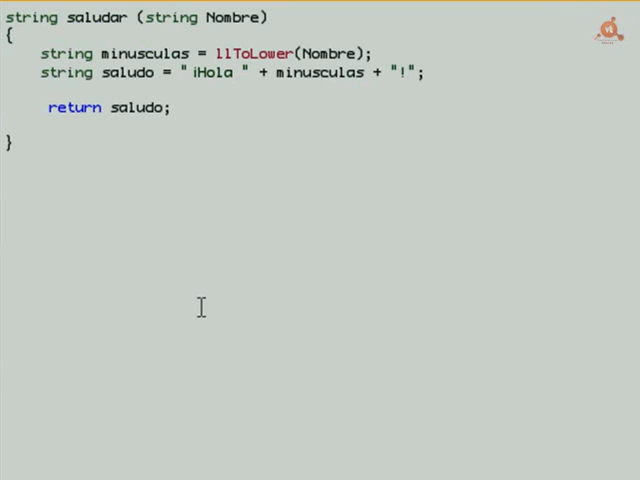 string saludar (string Nombre)
{
string minusculas = llToLower(Nombre);
string saludo = " ¡Hola " + minusculas + "!";
return saludo;
}